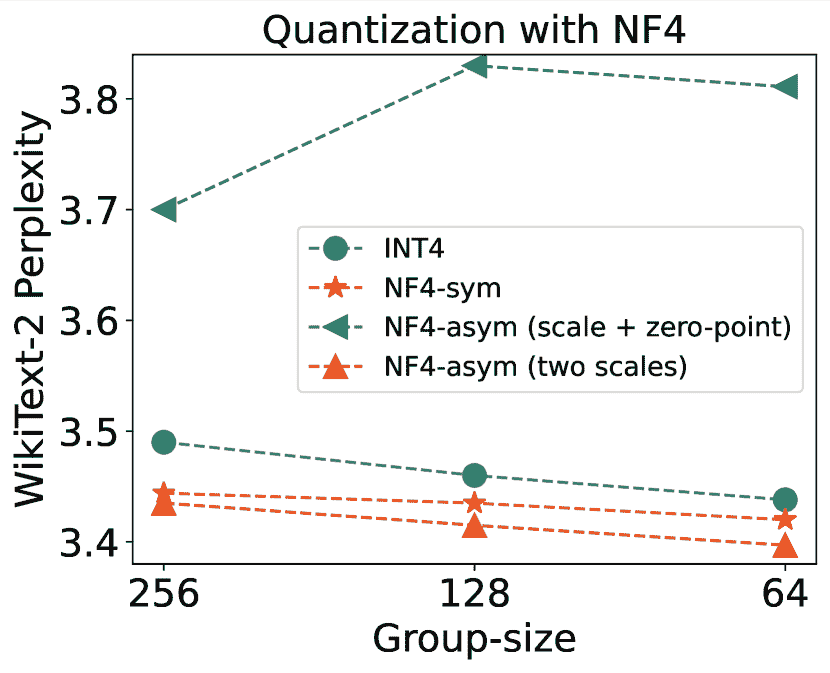 Quantization with NF4
WikiText-2 Perplexity
3.8
3.7
3.6
3.5
3.4
INT4
NF4-sym
NF4-asym (scale + zero-point)
NF4-asym (two scales)
256 128 64
Group-size